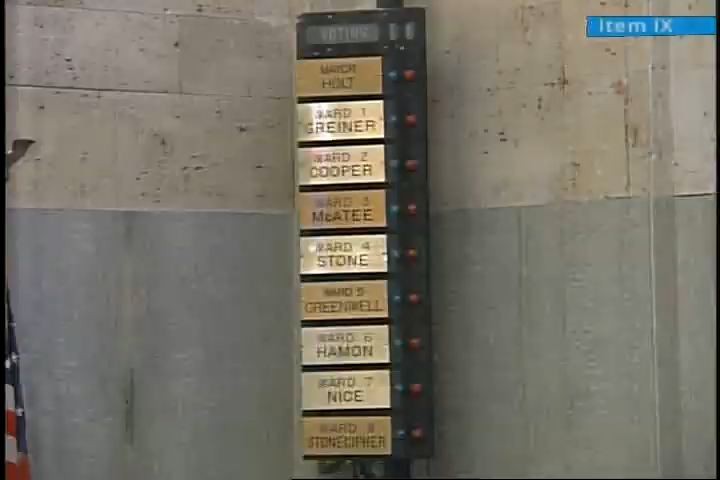 Item IX
VOTING
MAYOR
HOLT
WARD 1
GREINER
WARD 2
COOPER
WARD 3
McATEE
WARD 4
STONE
WARD 5
GREENWELL
WARD 6
HAMON
WARD 7
NICE
WARD 8
STONECIPHER